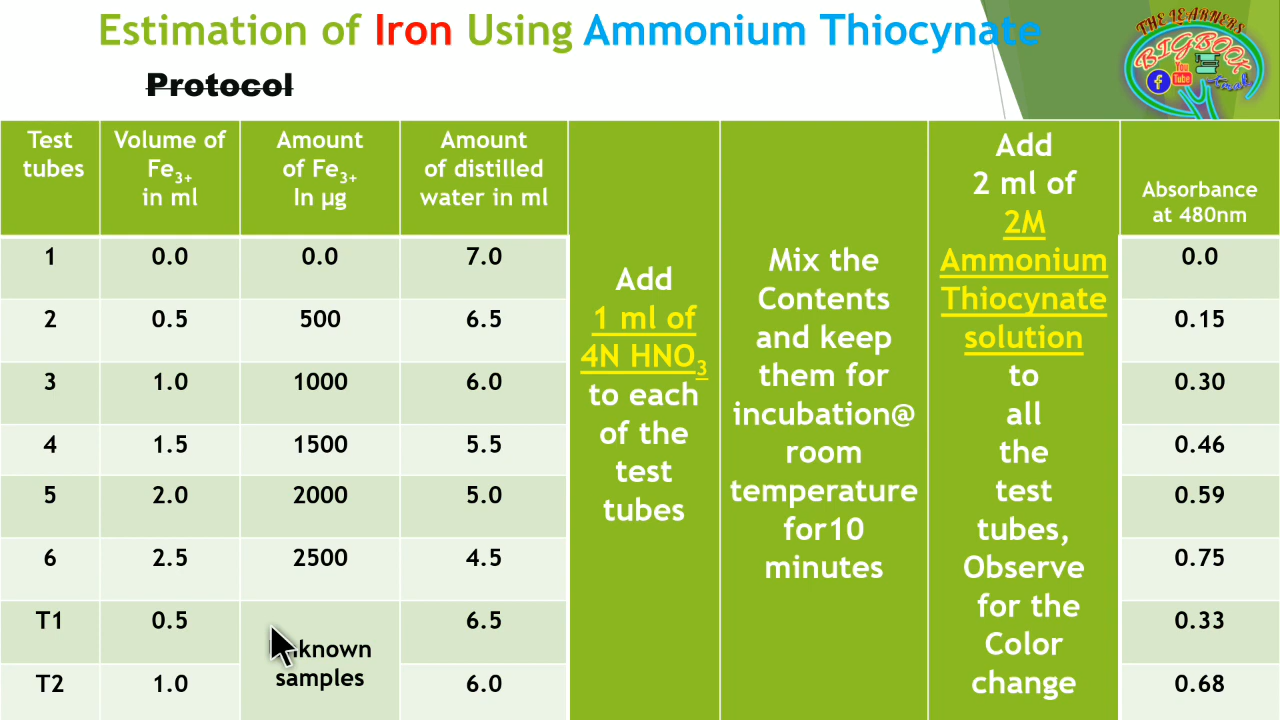 Estimation of Iron Using Ammonium Thiocynate
THE LEARNERS
BIGBOOK
You
Tube
f
Protocol
Test
tubes
Volume of
Fe3+
in ml
Amount
of Fe3+
In µg
Amount
of distilled
water in ml
Add
1 ml of
4N HNO3
to each
of the
test
tubes
Mix the
Contents
and keep
them for
incubation@
room
temperature
for10
minutes
Add
2 ml of
2M
Ammonium
Thiocynate
solution
to
all
the
test
tubes,
Observe
for the
Color
change
Absorbance
at 480nm
1 0.0 0.0 7.0 0.0
2 0.5 500 6.5 0.15
3 1.0 1000 6.0 0.30
4 1.5 1500 5.5 0.46
5 2.0 2000 5.0 0.59
6 2.5 2500 4.5 0.75
T1 0.5 6.5 0.33
samples
T2 1.0 6.0 0.68